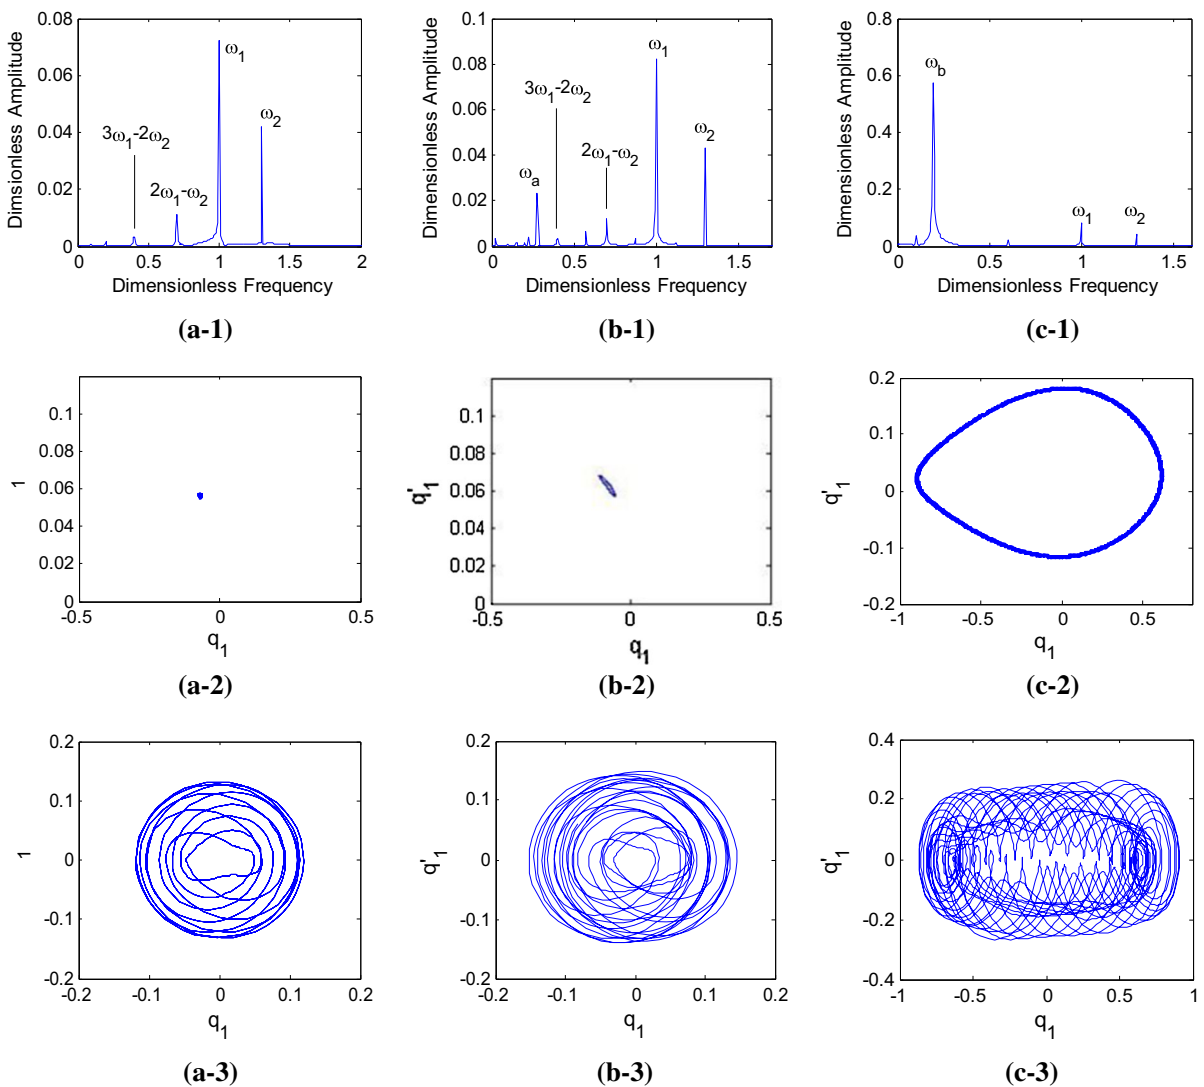 0.08
0.06
0.04
0.02
0
0 0.5 1 1.5 2
Dimsionless Amplitude
Dimensionless Frequency
ω1
ω2
3ω1-2ω2
2ω1-ω2
(a-1)
0.1
0.08
0.06
0.04
0.02
0
0 0.5 1 1.5
Dimensionless Amplitude
Dimensionless Frequency
ω1
3ω1-2ω2
2ω1-ω2
ω2
ωa
(b-1)
0.8
0.6
0.4
0.2
0
0 0.5 1 1.5
Dimensionless Amplitude
Dimensionless Frequency
ωb
ω1
ω2
(c-1)
0.1
0.08
0.06
0.04
0.02
0
-0.5 0 0.5
1
q1
(a-2)
0.1
0.08
0.06
0.04
0.02
0
-0.5 0 0.5
q'1
q1
(b-2)
0.2
0.1
0
-0.1
-0.2
-1 -0.5 0 0.5
q'1
q1
(c-2)
0.2
0.1
0
-0.1
-0.2
-0.2 -0.1 0 0.1 0.2
1
q1
(a-3)
0.2
0.1
0
-0.1
-0.2
-0.2 -0.1 0 0.1 0.2
q'1
q1
(b-3)
0.4
0.2
0
-0.2
-0.4
-1 -0.5 0 0.5 1
q'1
q1
(c-3)